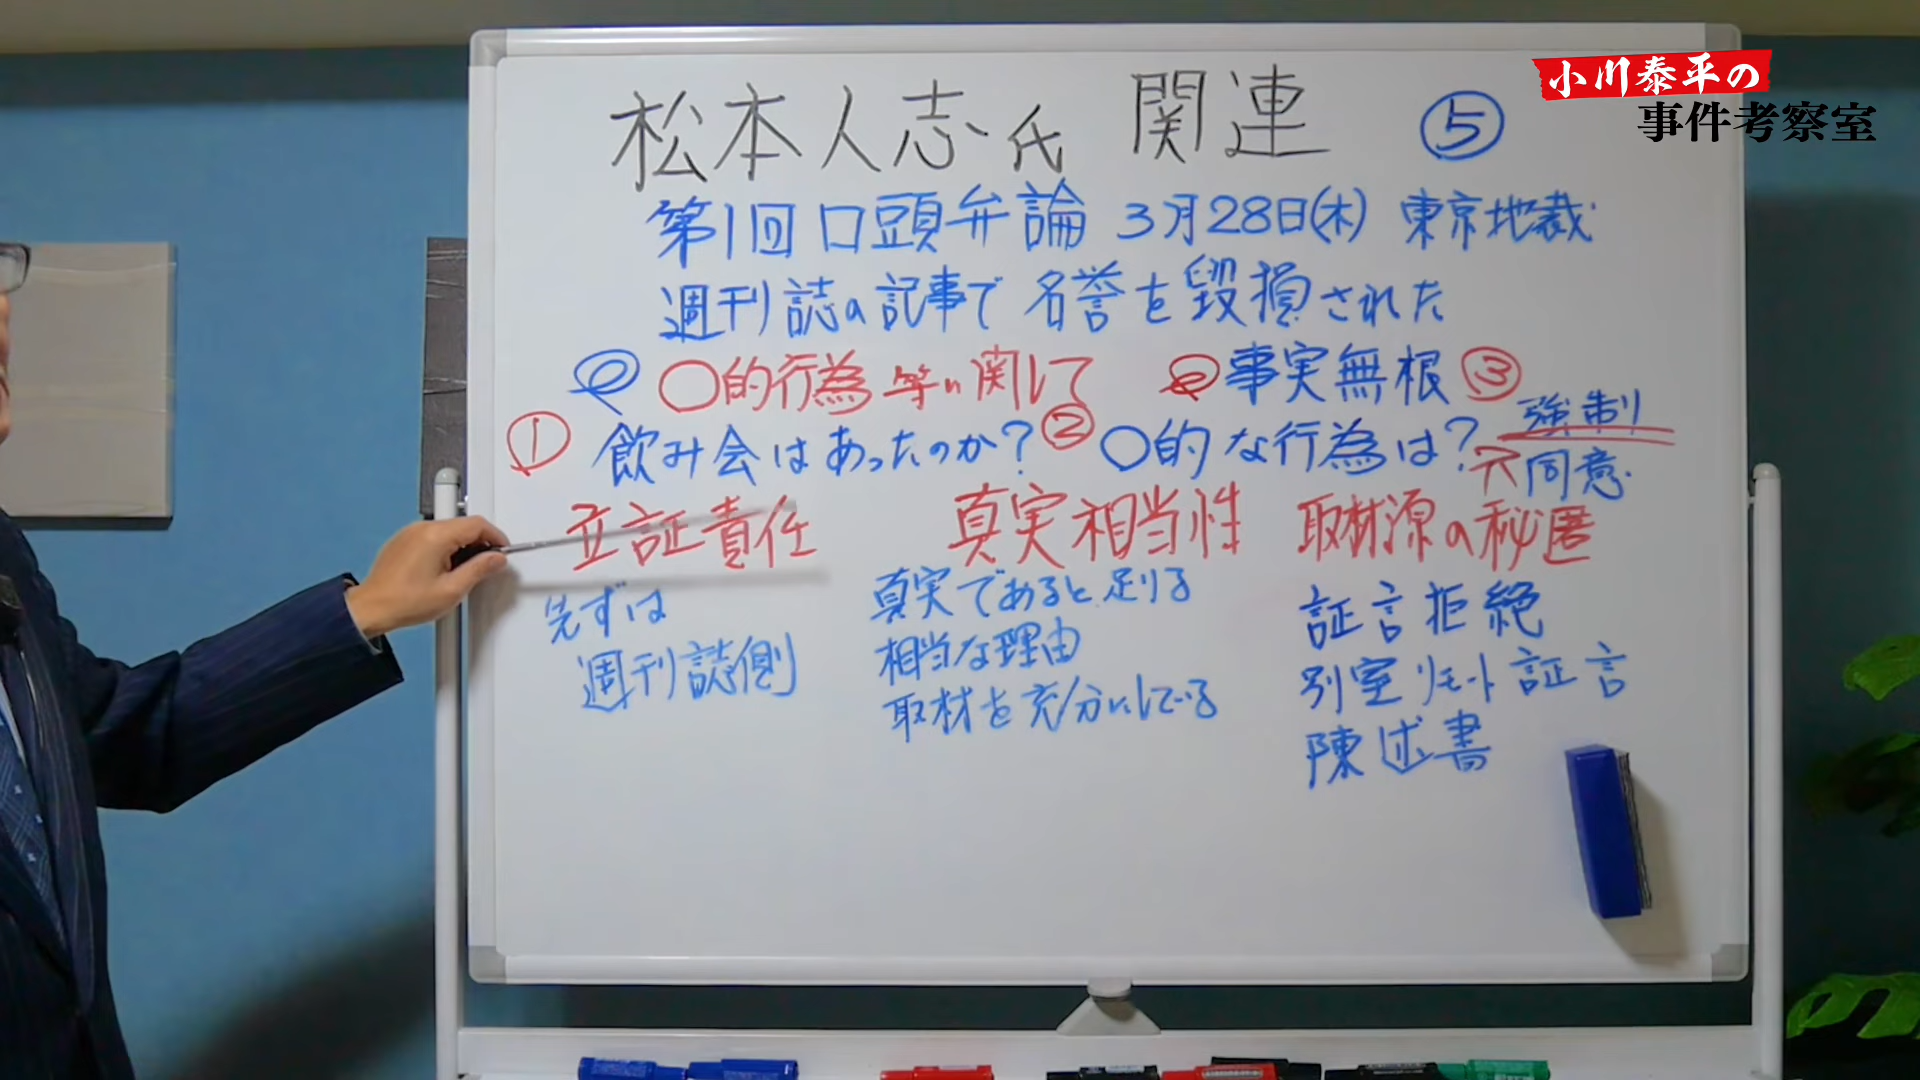 小川泰平の
事件考察室
松本人志氏 関連 ⑤
第1回口頭弁論 3月28日(木) 東京地裁
週刊誌の記事で 名誉を毀損された
〇的行為等に関して 事実無根 ③
① 飲み会はあったのか? ② 〇的な行為は? 強制
不同意
立証責任 真実相当性 取材源の秘匿
先ずは
週刊誌側
真実であると足りる
相当な理由
取材を充分にしている
証言拒絶
別室リモート証言
陳述書